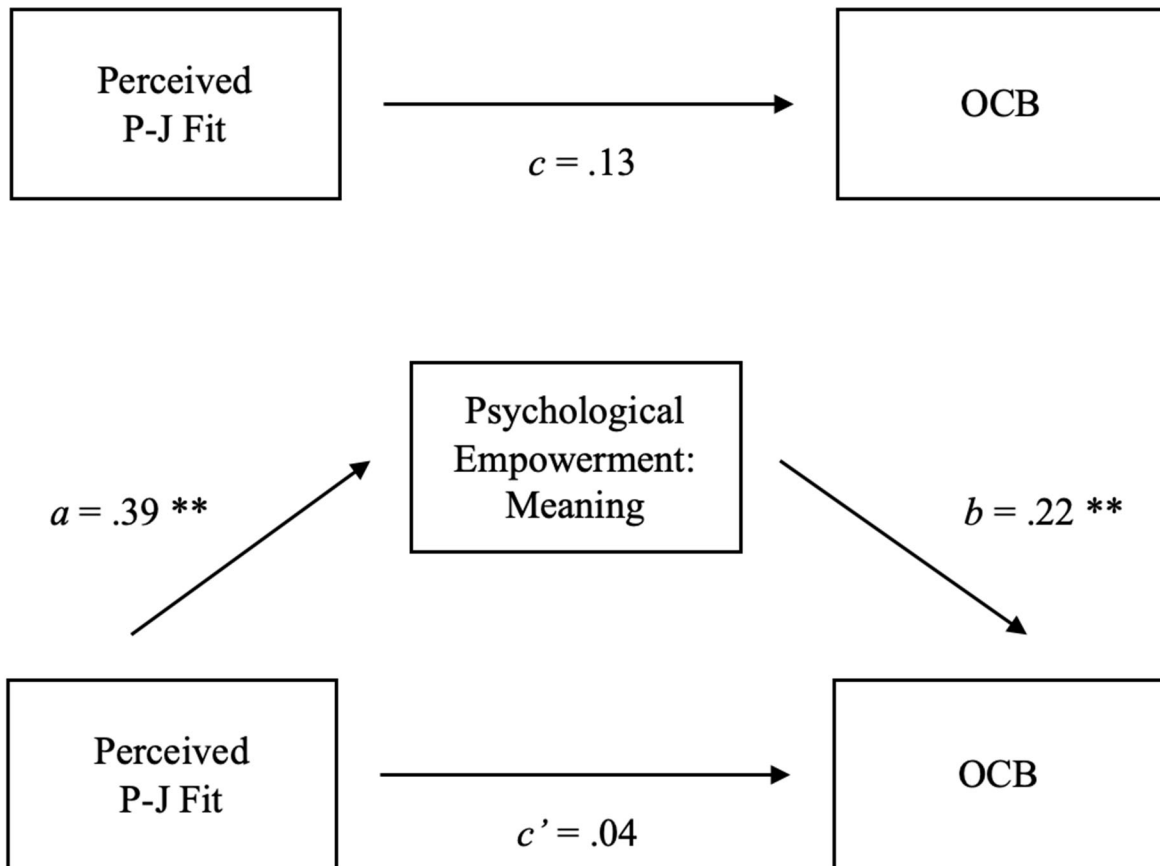 Perceived
P-J Fit
OCB
c = .13
Psychological
Empowerment:
Meaning
a = .39 **
b = .22 **
Perceived
P-J Fit
OCB
c’ = .04